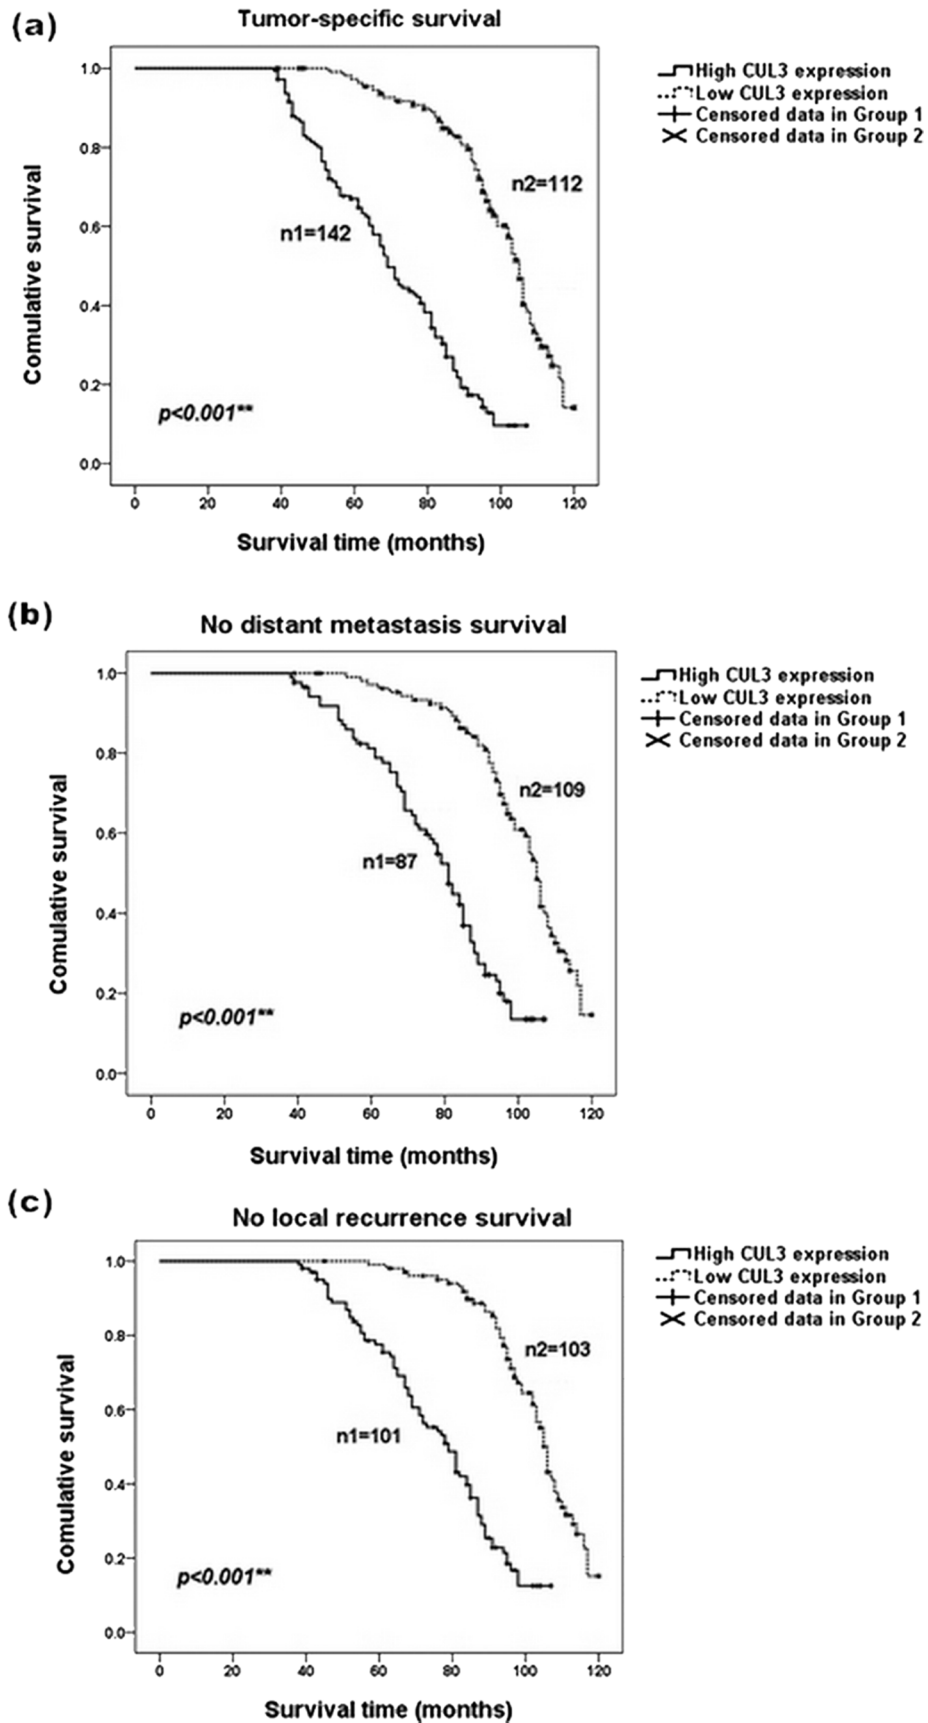 (a)
Tumor-specific survival
High CUL3 expression
Low CUL3 expression
Censored data in Group 1
Censored data in Group 2
Comulative survival
1.0
0.8
0.6
0.4
0.2
0.0
n2=112
n1=142
p<0.001**
0 20 40 60 80 100 120
Survival time (months)
(b)
No distant metastasis survival
High CUL3 expression
Low CUL3 expression
Censored data in Group 1
Censored data in Group 2
Comulative survival
1.0
0.8
0.6
0.4
0.2
0.0
n2=109
n1=87
p<0.001**
0 20 40 60 80 100 120
Survival time (months)
(c)
No local recurrence survival
High CUL3 expression
Low CUL3 expression
Censored data in Group 1
Censored data in Group 2
Comulative survival
1.0
0.8
0.6
0.4
0.2
0.0
n2=103
n1=101
p<0.001**
0 20 40 60 80 100 120
Survival time (months)